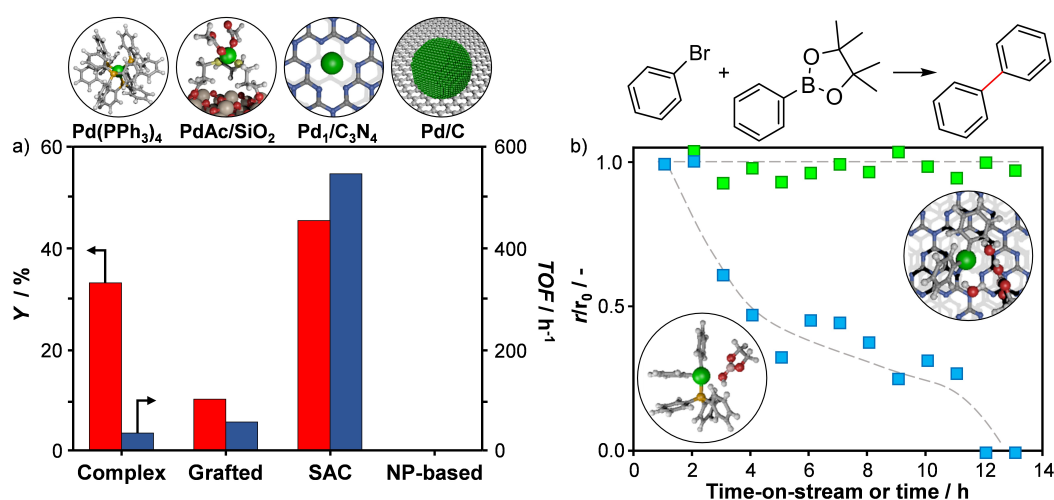 Pd(PPh₃)₄ PdAc/SiO₂ Pd₁/C₃N₄ Pd/C
Br
+
B
O
O
a)
Y / %
60
40
20
0
600
400
200
0
TOF / h⁻¹
Complex Grafted SAC NP-based
b)
r/r₀ / -
1.0
0.5
0.0
0 2 4 6 8 10 12 14
Time-on-stream or time / h